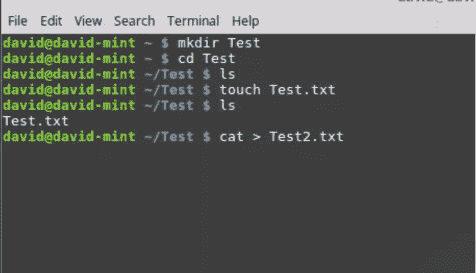 File Edit View Search Terminal Help
david@david-mint ~ $ mkdir Test
david@david-mint ~ $ cd Test
david@david-mint ~/Test $ ls
david@david-mint ~/Test $ touch Test.txt
david@david-mint ~/Test $ ls
Test.txt
david@david-mint ~/Test $ cat > Test2.txt